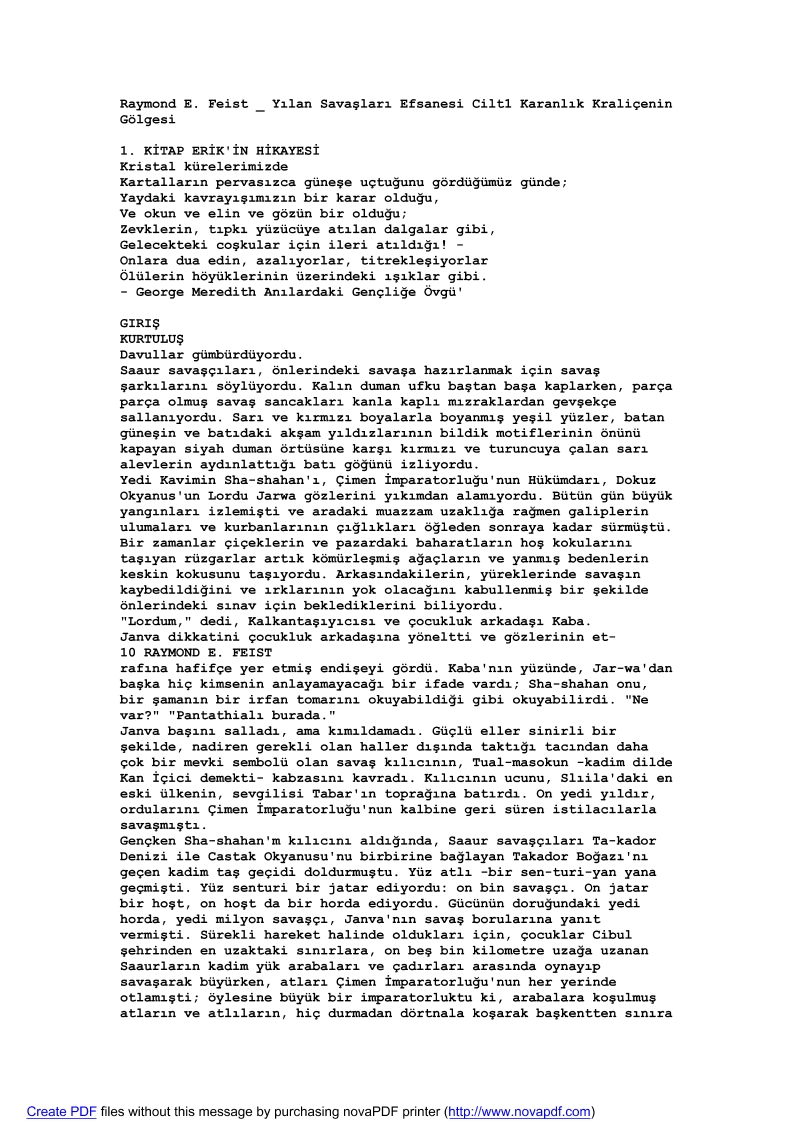 Raymond E. Feist _ Yılan Savaşları Efsanesi Cilt1 Karanlık Kraliçenin
Gölgesi
1. KİTAP ERİK'İN HİKAYESİ
Kristal kürelerimizde
Kartalların pervasızca güneşe uçtuğunu gördüğümüz günde;
Yaydaki kavrayışımızın bir karar olduğu,
Ve okun ve elin ve gözün bir olduğu;
Zevklerin, tıpkı yüzücüye atılan dalgalar gibi,
Gelecekteki coşkular için ileri atıldığı! -
Onlara dua edin, azalıyorlar, titrekleşiyorlar
Ölülerin höyüklerinin üzerindeki ışıklar gibi.
- George Meredith Anılardaki Gençliğe Övgü'
GIRIŞ
KURTULUŞ
Davullar gümbürdüyordu.
Saaur savaşçıları, önlerindeki savaşa hazırlanmak için savaş
şarkılarını söylüyordu. Kalın duman ufku baştan başa kaplarken, parça
parça olmuş savaş sancakları kanla kaplı mızraklardan gevşekçe
sallanıyordu. Sarı ve kırmızı boyalarla boyanmış yeşil yüzler, batan
güneşin ve batıdaki akşam yıldızlarının bildik motiflerinin önünü
kapayan siyah duman örtüsüne karşı kırmızı ve turuncuya çalan sarı
alevlerin aydınlattığı batı göğünü izliyordu.
Yedi Kavimin Sha-shahan'ı, Çimen İmparatorluğu'nun Hükümdarı, Dokuz
Okyanus'un Lordu Jarwa gözlerini yıkımdan alamıyordu. Bütün gün büyük
yangınları izlemişti ve aradaki muazzam uzaklığa rağmen galiplerin
ulumaları ve kurbanlarının çığlıkları öğleden sonraya kadar sürmüştü.
Bir zamanlar çiçeklerin ve pazardaki baharatların hoş kokularını
taşıyan rüzgarlar artık kömürleşmiş ağaçların ve yanmış bedenlerin
keskin kokusunu taşıyordu. Arkasındakilerin, yüreklerinde savaşın
kaybedildiğini ve ırklarının yok olacağını kabullenmiş bir şekilde
önlerindeki sınav için beklediklerini biliyordu.
"Lordum," dedi, Kalkantaşıyıcısı ve çocukluk arkadaşı Kaba.
Janva dikkatini çocukluk arkadaşına yöneltti ve gözlerinin et-
10 RAYMOND E. FEIST
rafına hafifçe yer etmiş endişeyi gördü. Kaba'nın yüzünde, Jar-wa'dan
başka hiç kimsenin anlayamayacağı bir ifade vardı; Sha-shahan onu,
bir şamanın bir irfan tomarını okuyabildiği gibi okuyabilirdi. "Ne
var?" "Pantathialı burada."
Janva başını salladı, ama kımıldamadı. Güçlü eller sinirli bir
şekilde, nadiren gerekli olan haller dışında taktığı tacından daha
çok bir mevki sembolü olan savaş kılıcının, Tual-masokun -kadim dilde
Kan İçici demekti- kabzasını kavradı. Kılıcının ucunu, Slıila'daki en
eski ülkenin, sevgilisi Tabar'ın toprağına batırdı. On yedi yıldır,
ordularını Çimen İmparatorluğu'nun kalbine geri süren istilacılarla
savaşmıştı.
Gençken Sha-shahan'm kılıcını aldığında, Saaur savaşçıları Ta-kador
Denizi ile Castak Okyanusu'nu birbirine bağlayan Takador Boğazı'nı
geçen kadim taş geçidi doldurmuştu. Yüz atlı -bir sen-turi-yan yana
geçmişti. Yüz senturi bir jatar ediyordu: on bin savaşçı. On jatar
bir hoşt, on hoşt da bir horda ediyordu. Gücünün doruğundaki yedi
horda, yedi milyon savaşçı, Janva'nın savaş borularına yanıt
vermişti. Sürekli hareket halinde oldukları için, çocuklar Cibul
şehrinden en uzaktaki sınırlara, on beş bin kilometre uzağa uzanan
Saaurların kadim yük arabaları ve çadırları arasında oynayıp
savaşarak büyürken, atları Çimen İmparatorluğu'nun her yerinde
otlamıştı; öylesine büyük bir imparatorluktu ki, arabalara koşulmuş
atların ve atlıların, hiç durmadan dörtnala koşarak başkentten sınıra
Create PDF files without this message by purchasing novaPDF printer (http://www.novapdf.com)